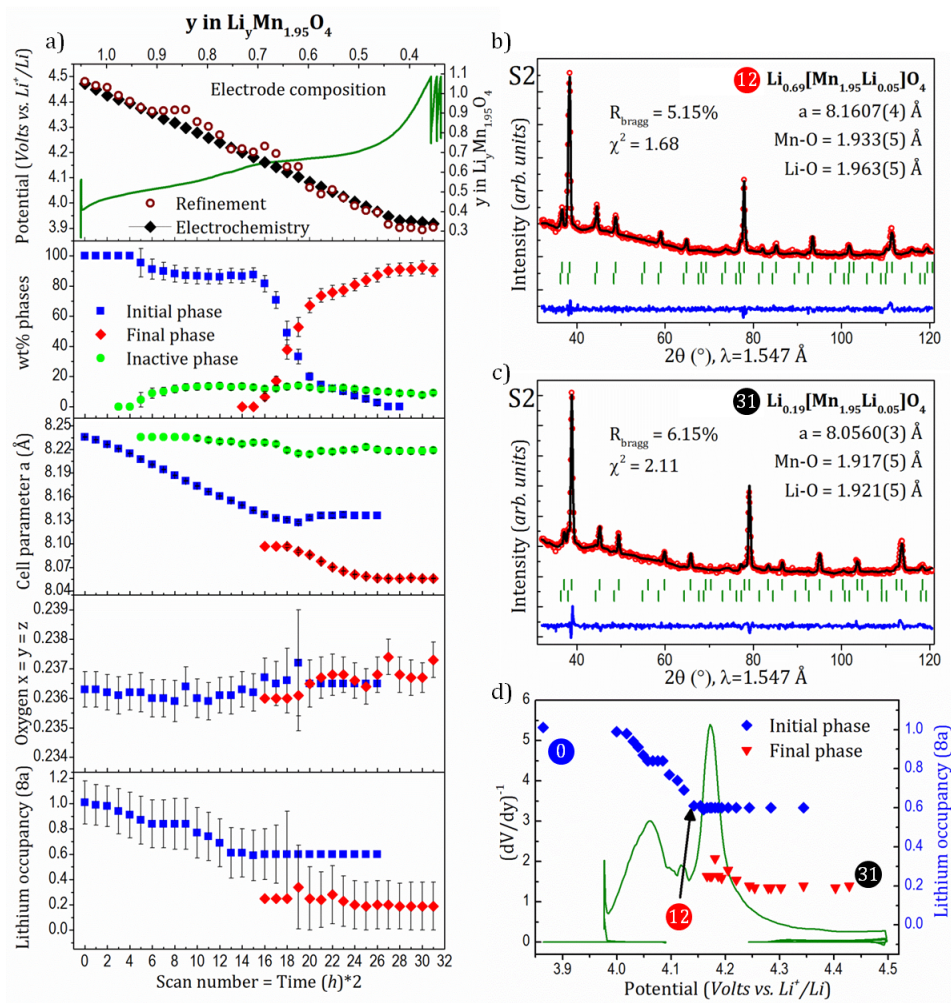 y in LiyMn1.95O4
a)
1.0 0.9 0.8 0.7 0.6 0.5 0.4
Potential (Volts vs. Li+/Li)
4.5
4.4
4.3
4.2
4.1
4.0
3.9
Electrode composition
Refinement
Electrochemistry
1.1
1.0
0.9
0.8
0.7
0.6
0.5
0.4
0.3
y in LiyMn1.95O4
wt% phases
100
80
60
40
20
0
Initial phase
Final phase
Inactive phase
Cell parameter a (Å)
8.25
8.22
8.19
8.16
8.13
8.10
8.07
8.04
Oxygen x = y = z
0.239
0.238
0.237
0.236
0.235
0.234
Lithium occupancy (8a)
1.2
1.0
0.8
0.6
0.4
0.2
0.0
0 2 4 6 8 10 12 14 16 18 20 22 24 26 28 30 32
Scan number = Time (h)*2
b)
S2
12 Li0.69[Mn1.95Li0.05]O4
Rbragg = 5.15%
χ2 = 1.68
a = 8.1607(4) Å
Mn-O = 1.933(5) Å
Li-O = 1.963(5) Å
Intensity (arb. units)
40 60 80 100 120
2θ (°), λ=1.547 Å
c)
S2
31 Li0.19[Mn1.95Li0.05]O4
Rbragg = 6.15%
χ2 = 2.11
a = 8.0560(3) Å
Mn-O = 1.917(5) Å
Li-O = 1.921(5) Å
Intensity (arb. units)
40 60 80 100 120
2θ (°), λ=1.547 Å
d)
(dV/dy)-1
6
5
4
3
2
1
0
Initial phase
Final phase
0
12
31
1.0
0.8
0.6
0.4
0.2
0.0
Lithium occupancy (8a)
3.9 4.0 4.1 4.2 4.3 4.4 4.5
Potential (Volts vs. Li+/Li)